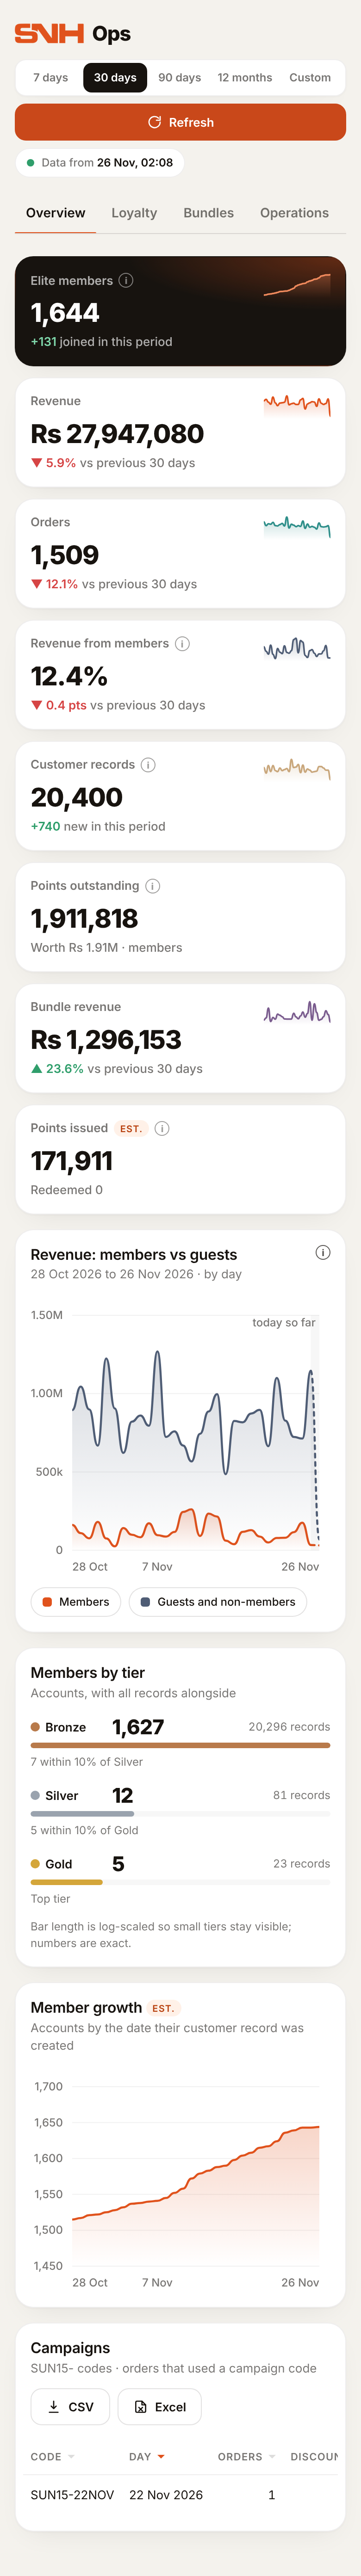 SNH Ops
7 days 30 days 90 days 12 months Custom
Refresh
Data from 26 Nov, 02:08
Overview Loyalty Bundles Operations
Elite members i
1,644
+131 joined in this period
Revenue
Rs 27,947,080
▼ 5.9% vs previous 30 days
Orders
1,509
▼ 12.1% vs previous 30 days
Revenue from members i
12.4%
▼ 0.4 pts vs previous 30 days
Customer records i
20,400
+740 new in this period
Points outstanding i
1,911,818
Worth Rs 1.91M · members
Bundle revenue
Rs 1,296,153
▲ 23.6% vs previous 30 days
Points issued EST. i
171,911
Redeemed 0
Revenue: members vs guests i
28 Oct 2026 to 26 Nov 2026 · by day
1.50M
today so far
1.00M
500k
0
28 Oct 7 Nov 26 Nov
Members Guests and non-members
Members by tier
Accounts, with all records alongside
Bronze 1,627 20,296 records
7 within 10% of Silver
Silver 12 81 records
5 within 10% of Gold
Gold 5 23 records
Top tier
Bar length is log-scaled so small tiers stay visible;
numbers are exact.
Member growth EST.
Accounts by the date their customer record was
created
1,700
1,650
1,600
1,550
1,500
1,450
28 Oct 7 Nov 26 Nov
Campaigns
SUN15- codes · orders that used a campaign code
CSV Excel
CODE DAY ORDERS DISCOUN
SUN15-22NOV 22 Nov 2026 1